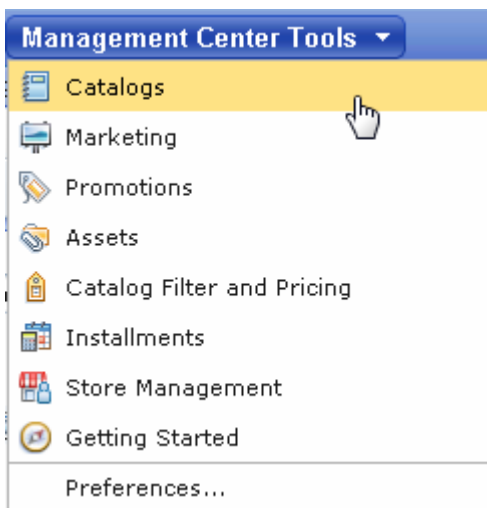 Management Center Tools
Catalogs
Marketing
Promotions
Assets
Catalog Filter and Pricing
Installments
Store Management
Getting Started
Preferences...